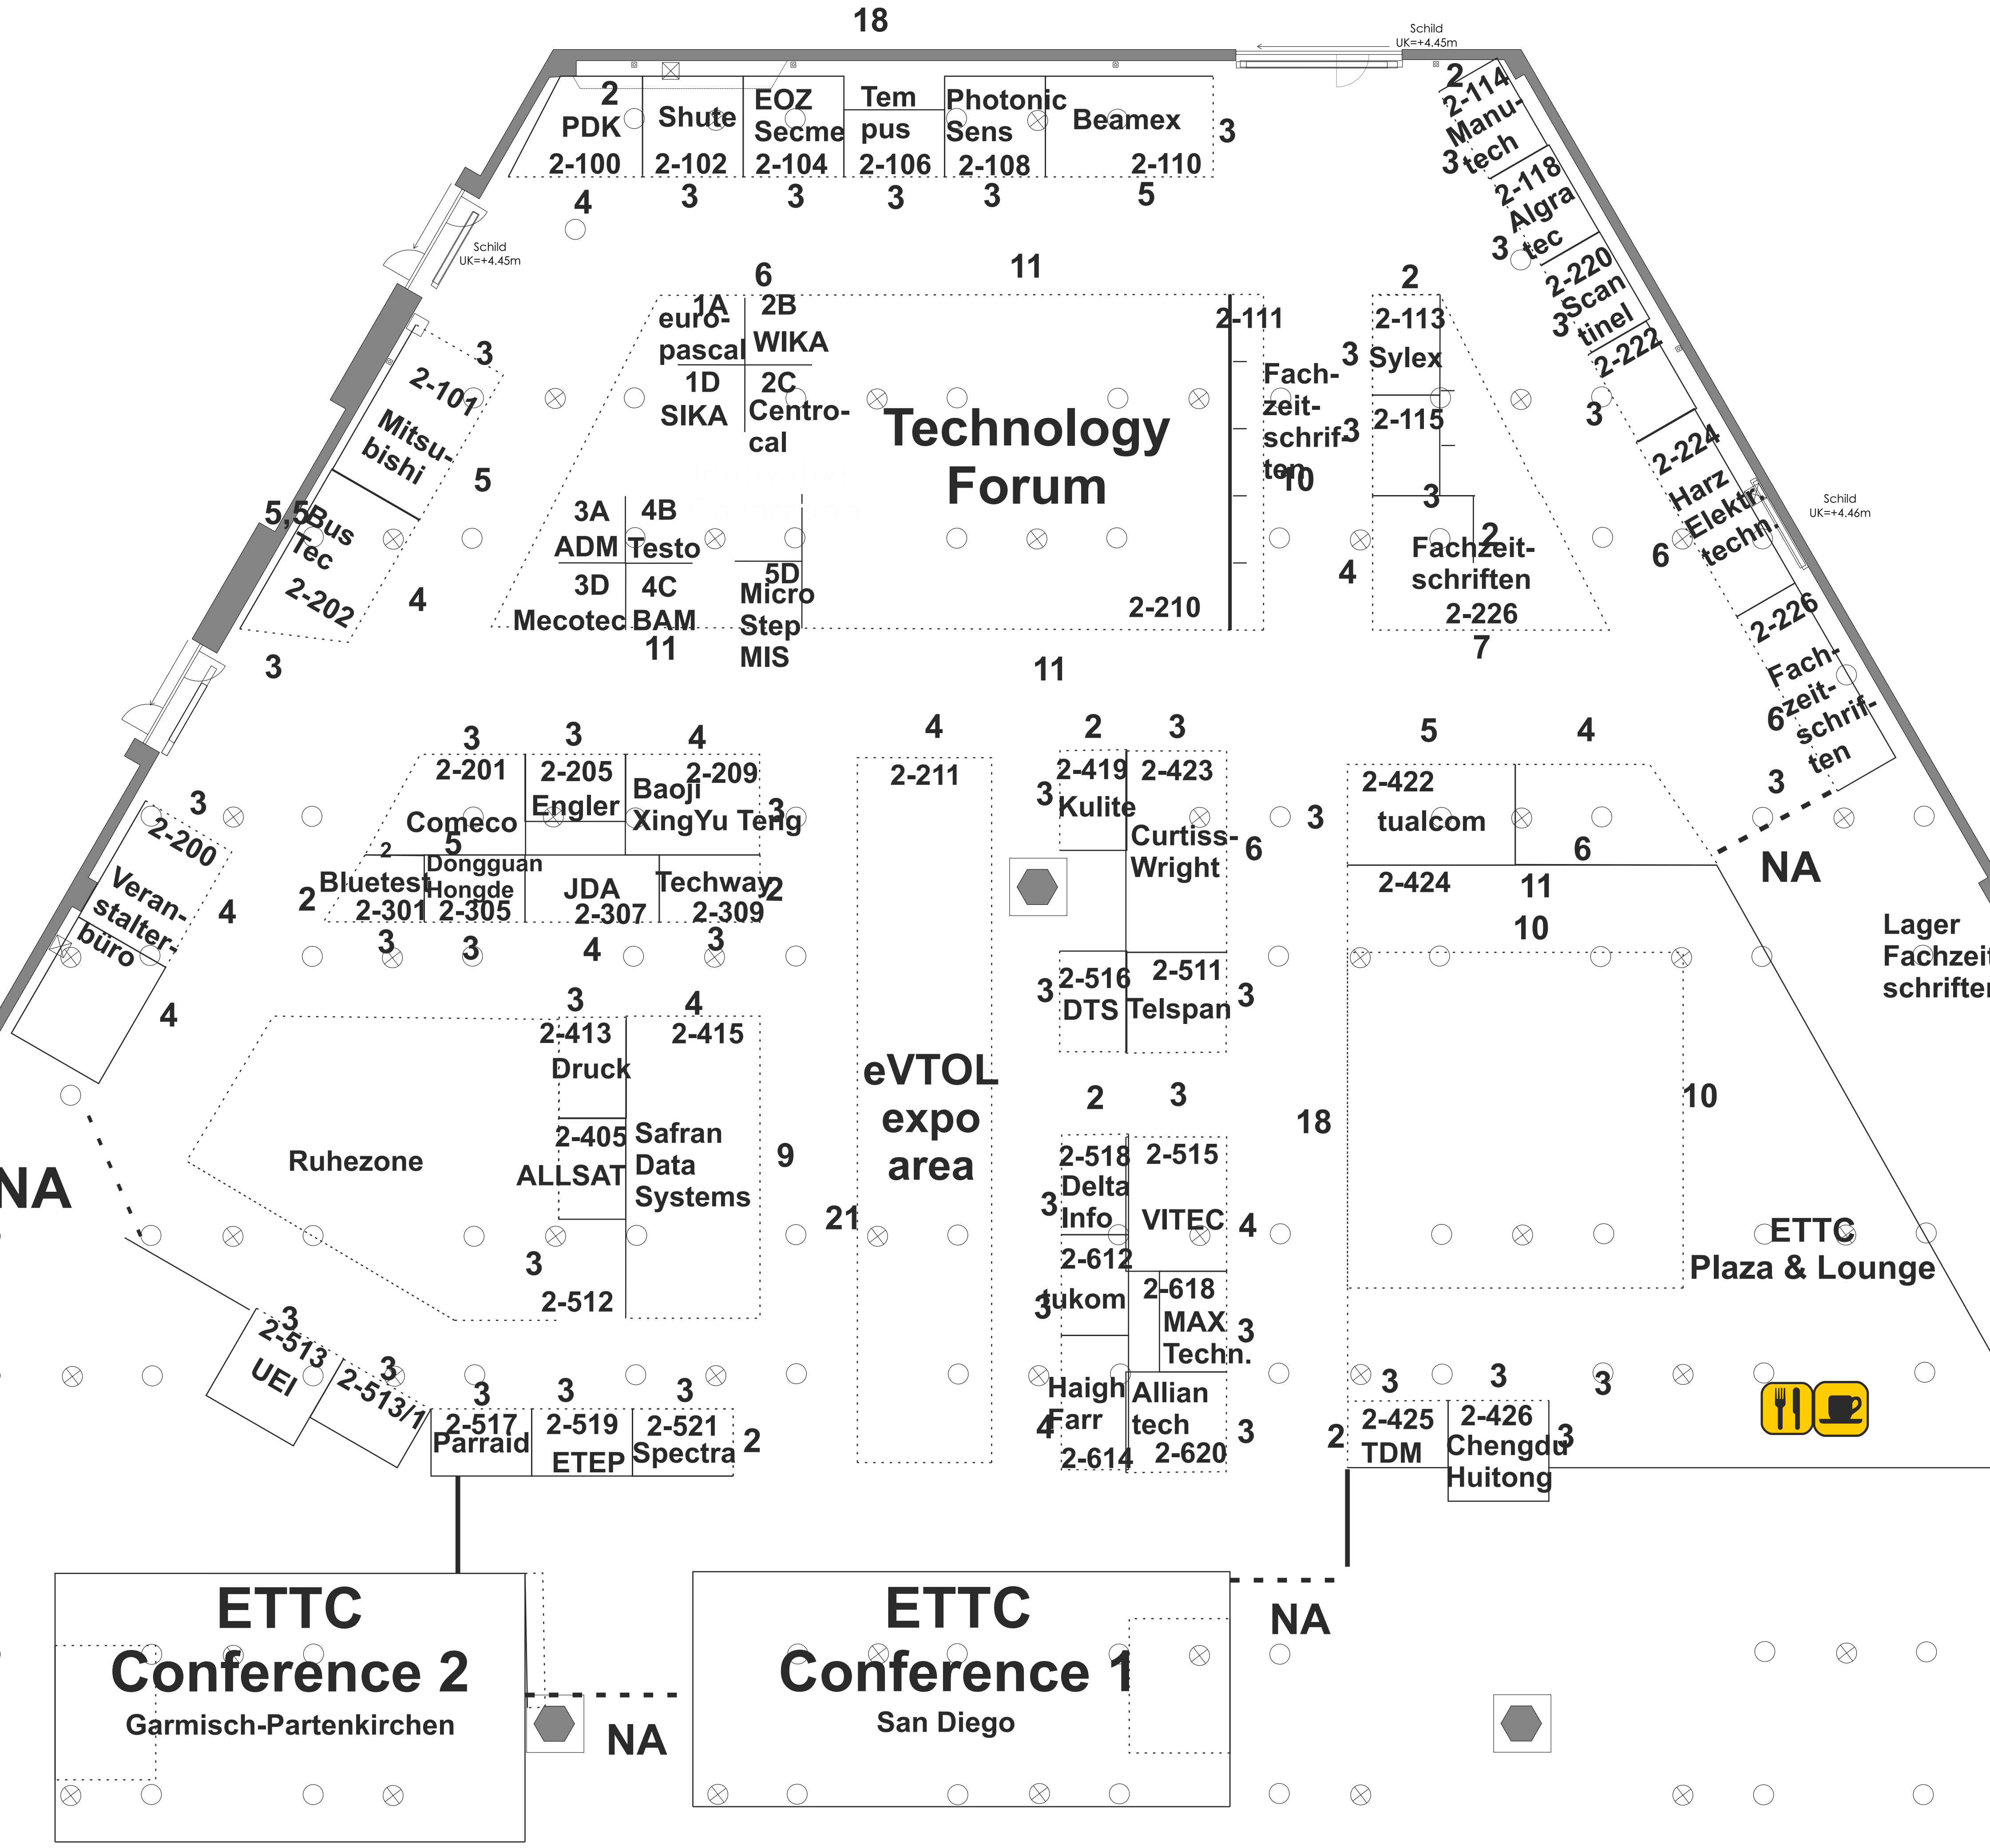 18
Schild
UK=+4.45m
2
PDK
2-100
4
Shute
2-102
3
EOZ
Secme
2-104
3
Tem
pus
2-106
3
Photonic
Sens
2-108
3
Beamex
2-110
5
3
2
2-114
Manu-
tech
3
2-118
Algra
tec
3
2-220
Scan
tinel
3
2-222
3
2-224
Harz
Elektr.
techn.
6
Schild
UK=+4.46m
2-226
Fach-
zeit-
schrif-
ten
6
3
NA
Schild
UK=+4.45m
3
2-101
Mitsu-
bishi
5
5,5
Bus
Tec
2-202
4
3
6
11
1A
euro-
pascal
2B
WIKA
1D
SIKA
2C
Centro-
cal
Technology
Forum
3A
ADM
4B
Testo
3D
Mecotec
4C
BAM
5D
Micro
Step
MIS
11
11
2-210
2-111
Fach-
zeit-
schrif-
ten
10
2
2-113
Sylex
3
2-115
3
3
2
Fachzeit-
schriften
2-226
4
7
3
2-200
Veran-
stalter-
büro
4
4
3
2-201
Comeco
5
3
2-205
Engler
4
2-209
Baoji
XingYu Teng
3
2
Bluetest
2-301
2
3
Dongguan
Hongde
2-305
3
JDA
2-307
4
Techway
2-309
2
3
4
2-211
eVTOL
expo
area
21
2
2-419
Kulite
3
3
2-423
Curtiss-
Wright
6
2-516
DTS
3
2-511
Telspan
3
5
2-422
tualcom
3
4
6
2-424
11
10
10
18
Lager
Fachzeit
schriften
ETTC
Plaza & Lounge
Ruhezone
3
2-413
Druck
2-405
ALLSAT
4
2-415
Safran
Data
Systems
9
3
2-512
2
3
2-518
Delta
Info
3
2-515
VITEC
4
2-612
tukom
3
2-618
MAX
Techn.
3
Haigh
Farr
2-614
4
Allian
tech
2-620
3
NA
3
2-513
UEI
3
2-513/1
3
2-517
Parraid
3
2-519
ETEP
3
2-521
Spectra
2
3
2-425
TDM
2
3
2-426
Chengdu
Huitong
3
3
ETTC
Conference 2
Garmisch-Partenkirchen
NA
ETTC
Conference 1
San Diego
NA